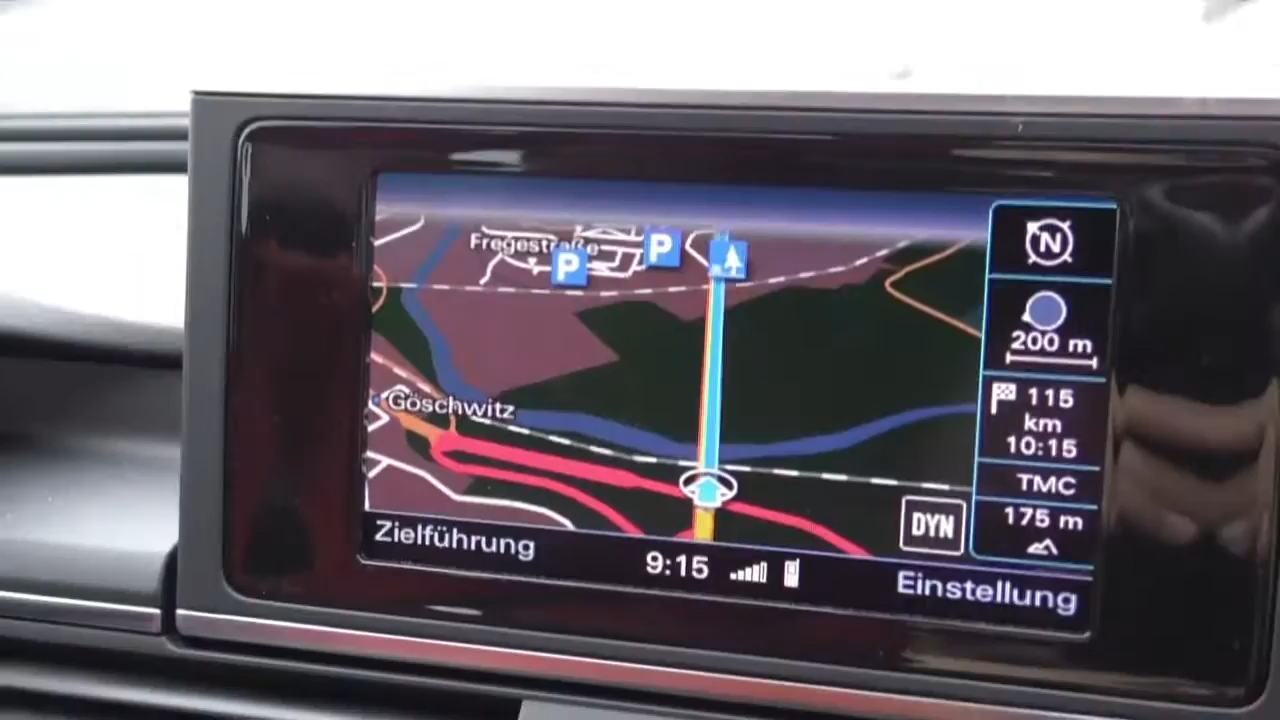 Fregestraße
P
P
N
200 m
115
km
10:15
TMC
175 m
Göschwitz
DYN
Zielführung
9:15
Einstellung